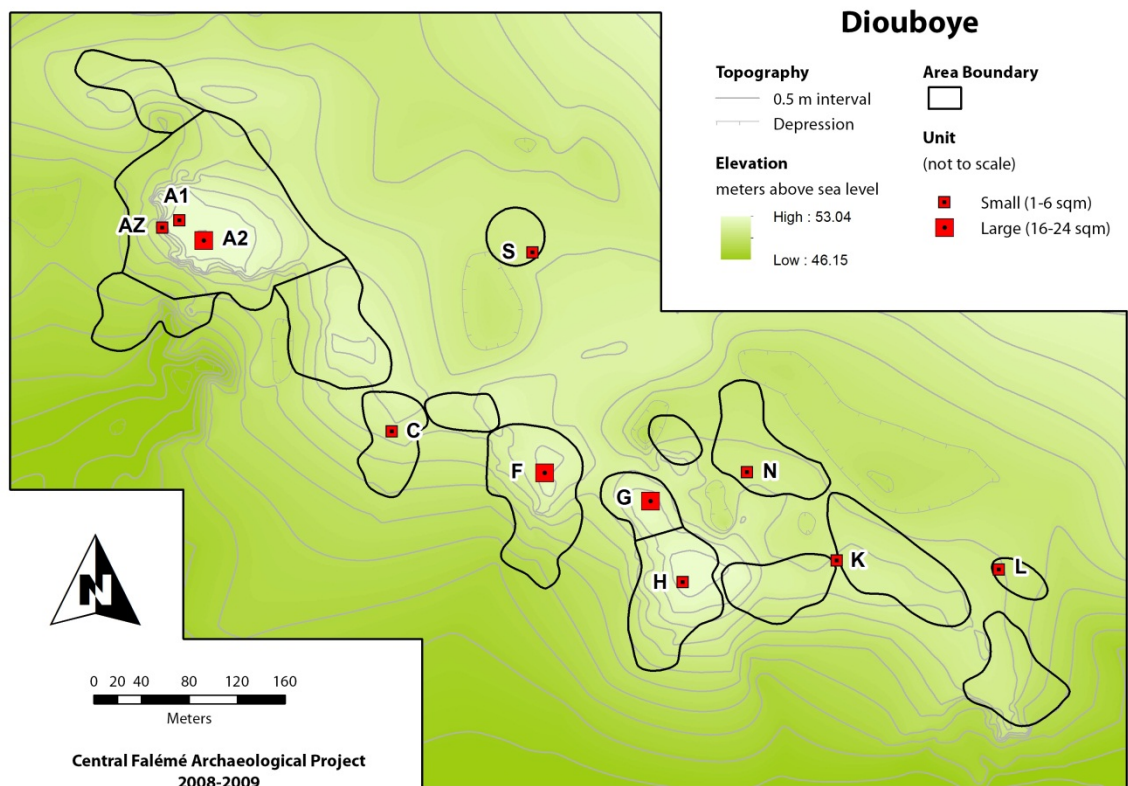 Diouboye
Topography
0.5 m interval
Depression
Area Boundary
Unit
(not to scale)
Small (1-6 sqm)
Large (16-24 sqm)
Elevation
meters above sea level
High : 53.04
Low : 46.15
A1
AZ
A2
S
C
F
G
N
H
K
L
N
0 20 40 80 120 160
Meters
Central Falémé Archaeological Project
2008-2009